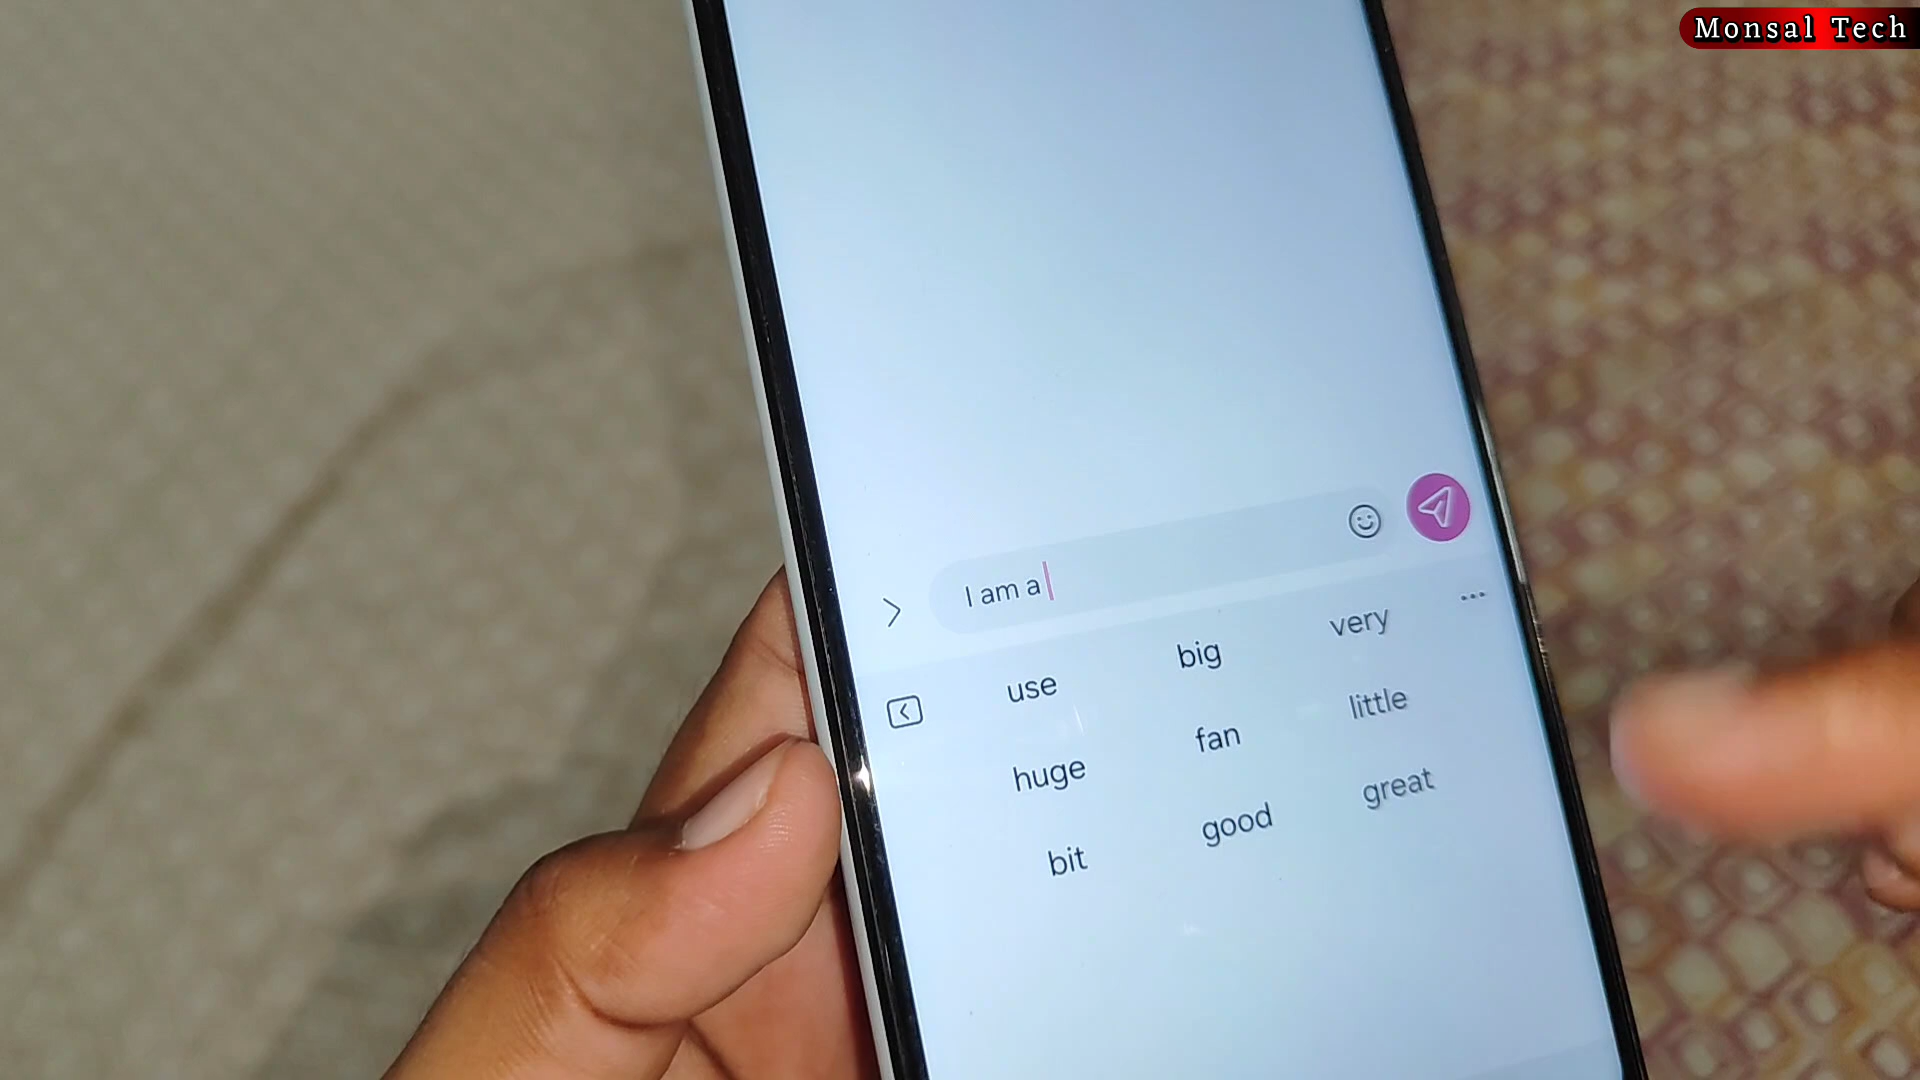 Monsal Tech
I am a
use big very
huge fan little
bit good great